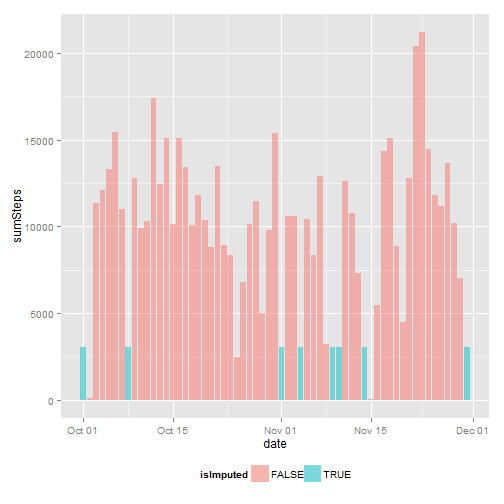 20000
15000
10000
5000
0
sumSteps
Oct 01 Oct 15 Nov 01 Nov 15 Dec 01
date
isImputed FALSE TRUE